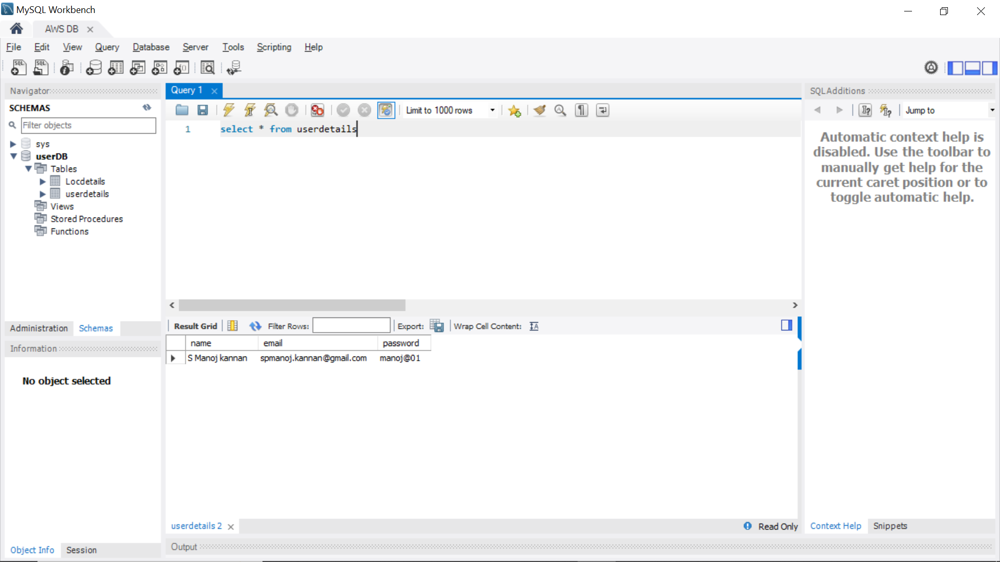 MySQL Workbench
AWS DB
File Edit View Query Database Server Tools Scripting Help
SQL SQL
Navigator
SCHEMAS
Filter objects
sys
userDB
Tables
Locdetails
userdetails
Views
Stored Procedures
Functions
Administration Schemas
Information
No object selected
Object Info Session
Query 1
Limit to 1000 rows
1 select * from userdetails
Result Grid Filter Rows: Export: Wrap Cell Content: IA
name email password
S Manoj kannan spmanoj.kannan@gmail.com manoj@01
userdetails 2 Read Only
Output
SQLAdditions
Jump to
Automatic context help is
disabled. Use the toolbar to
manually get help for the
current caret position or to
toggle automatic help.
Context Help Snippets